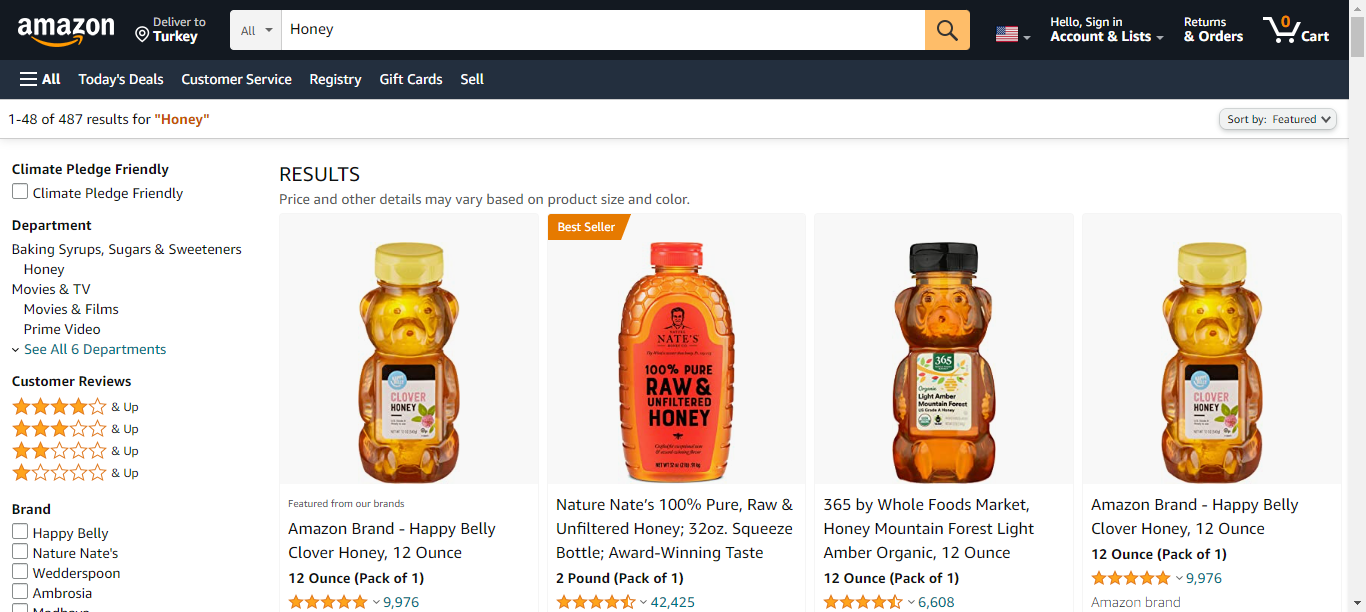 amazon
Deliver to
Turkey
All
Honey
Hello, Sign in
Account & Lists
Returns
& Orders
0
Cart
All
Today's Deals
Customer Service
Registry
Gift Cards
Sell
1-48 of 487 results for "Honey"
Sort by: Featured
Climate Pledge Friendly
Climate Pledge Friendly
Department
Baking Syrups, Sugars & Sweeteners
Honey
Movies & TV
Movies & Films
Prime Video
See All 6 Departments
Customer Reviews
& Up
& Up
& Up
& Up
Brand
Happy Belly
Nature Nate's
Wedderspoon
Ambrosia
RESULTS
Price and other details may vary based on product size and color.
CLOVER
HONEY
Featured from our brands
Amazon Brand - Happy Belly
Clover Honey, 12 Ounce
12 Ounce (Pack of 1)
9,976
Best Seller
NATE'S
100% PURE
RAW &
UNFILTERED
HONEY
Nature Nate’s 100% Pure, Raw &
Unfiltered Honey; 32oz. Squeeze
Bottle; Award-Winning Taste
2 Pound (Pack of 1)
42,425
365
Organic
Light Amber
Mountain Forest
US Grade A Honey
365 by Whole Foods Market,
Honey Mountain Forest Light
Amber Organic, 12 Ounce
12 Ounce (Pack of 1)
6,608
CLOVER
HONEY
Amazon Brand - Happy Belly
Clover Honey, 12 Ounce
12 Ounce (Pack of 1)
9,976
Amazon brand